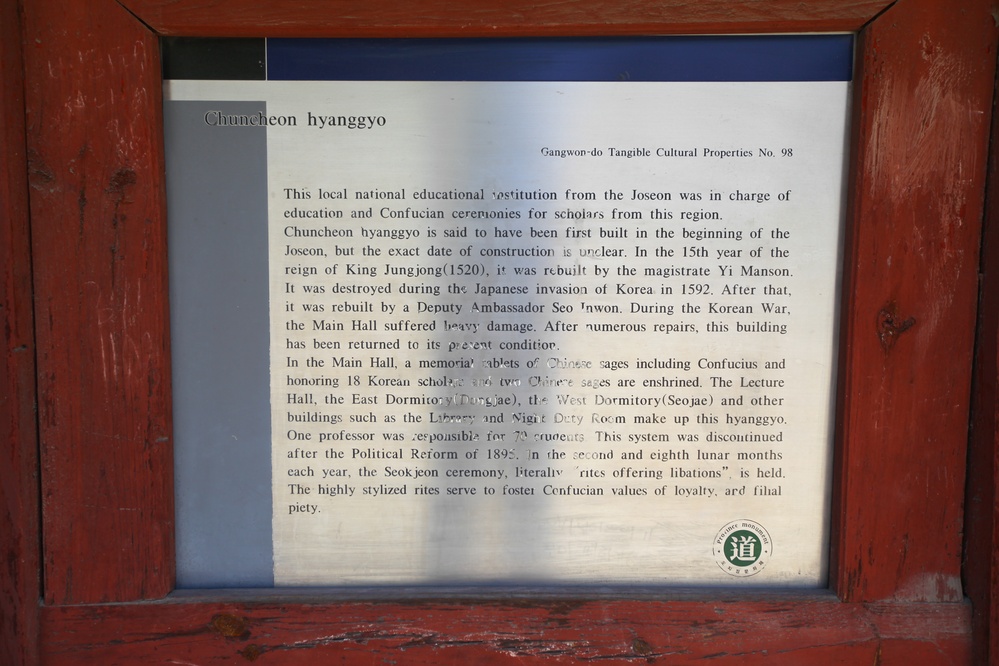 Chuncheon hyanggyo
Gangwon-do Tangible Cultural Properties No. 98
This local national educational institution from the Joseon was in charge of
education and Confucian ceremonies for scholars from this region.
Chuncheon hyanggyo is said to have been first built in the beginning of the
Joseon, but the exact date of construction is unclear. In the 15th year of the
reign of King Jungjong(1520), it was rebuilt by the magistrate Yi Manson.
It was destroyed during the Japanese invasion of Korea in 1592. After that,
it was rebuilt by a Deputy Ambassador Seo Inwon. During the Korean War,
the Main Hall suffered heavy damage. After numerous repairs, this building
has been returned to its present condition.
In the Main Hall, a memorial tablets of Chinese sages including Confucius and
honoring 18 Korean scholars and two Chinese sages are enshrined. The Lecture
Hall, the East Dormitory(Dongjae), the West Dormitory(Seojae) and other
buildings such as the Library and Night Duty Room make up this hyanggyo.
One professor was responsible for students. This system was discontinued
after the Political Reform of In the second and eighth lunar months
each year, the Seokjeon ceremony, literally "rites offering libations", is held.
The highly stylized rites serve to foster Confucian values of loyalty, and filial
piety.
Province monument
道